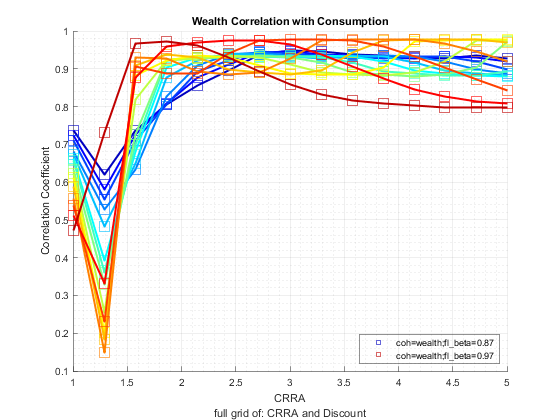 Wealth Correlation with Consumption
1
0.9
0.8
0.7
0.6
0.5
0.4
0.3
0.2
0.1
Correlation Coefficient
coh=wealth;fl_beta=0.87
coh=wealth;fl_beta=0.97
1 1.5 2 2.5 3 3.5 4 4.5 5
CRRA
full grid of: CRRA and Discount